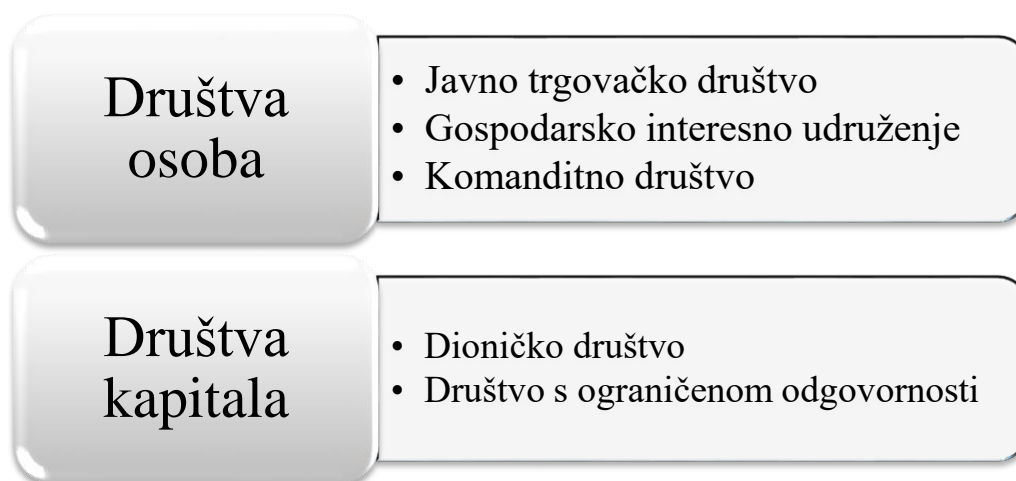 Društva
osoba
• Javno trgovačko društvo
• Gospodarsko interesno udruženje
• Komanditno društvo
Društva
kapitala
• Dioničko društvo
• Društvo s ograničenom odgovornosti